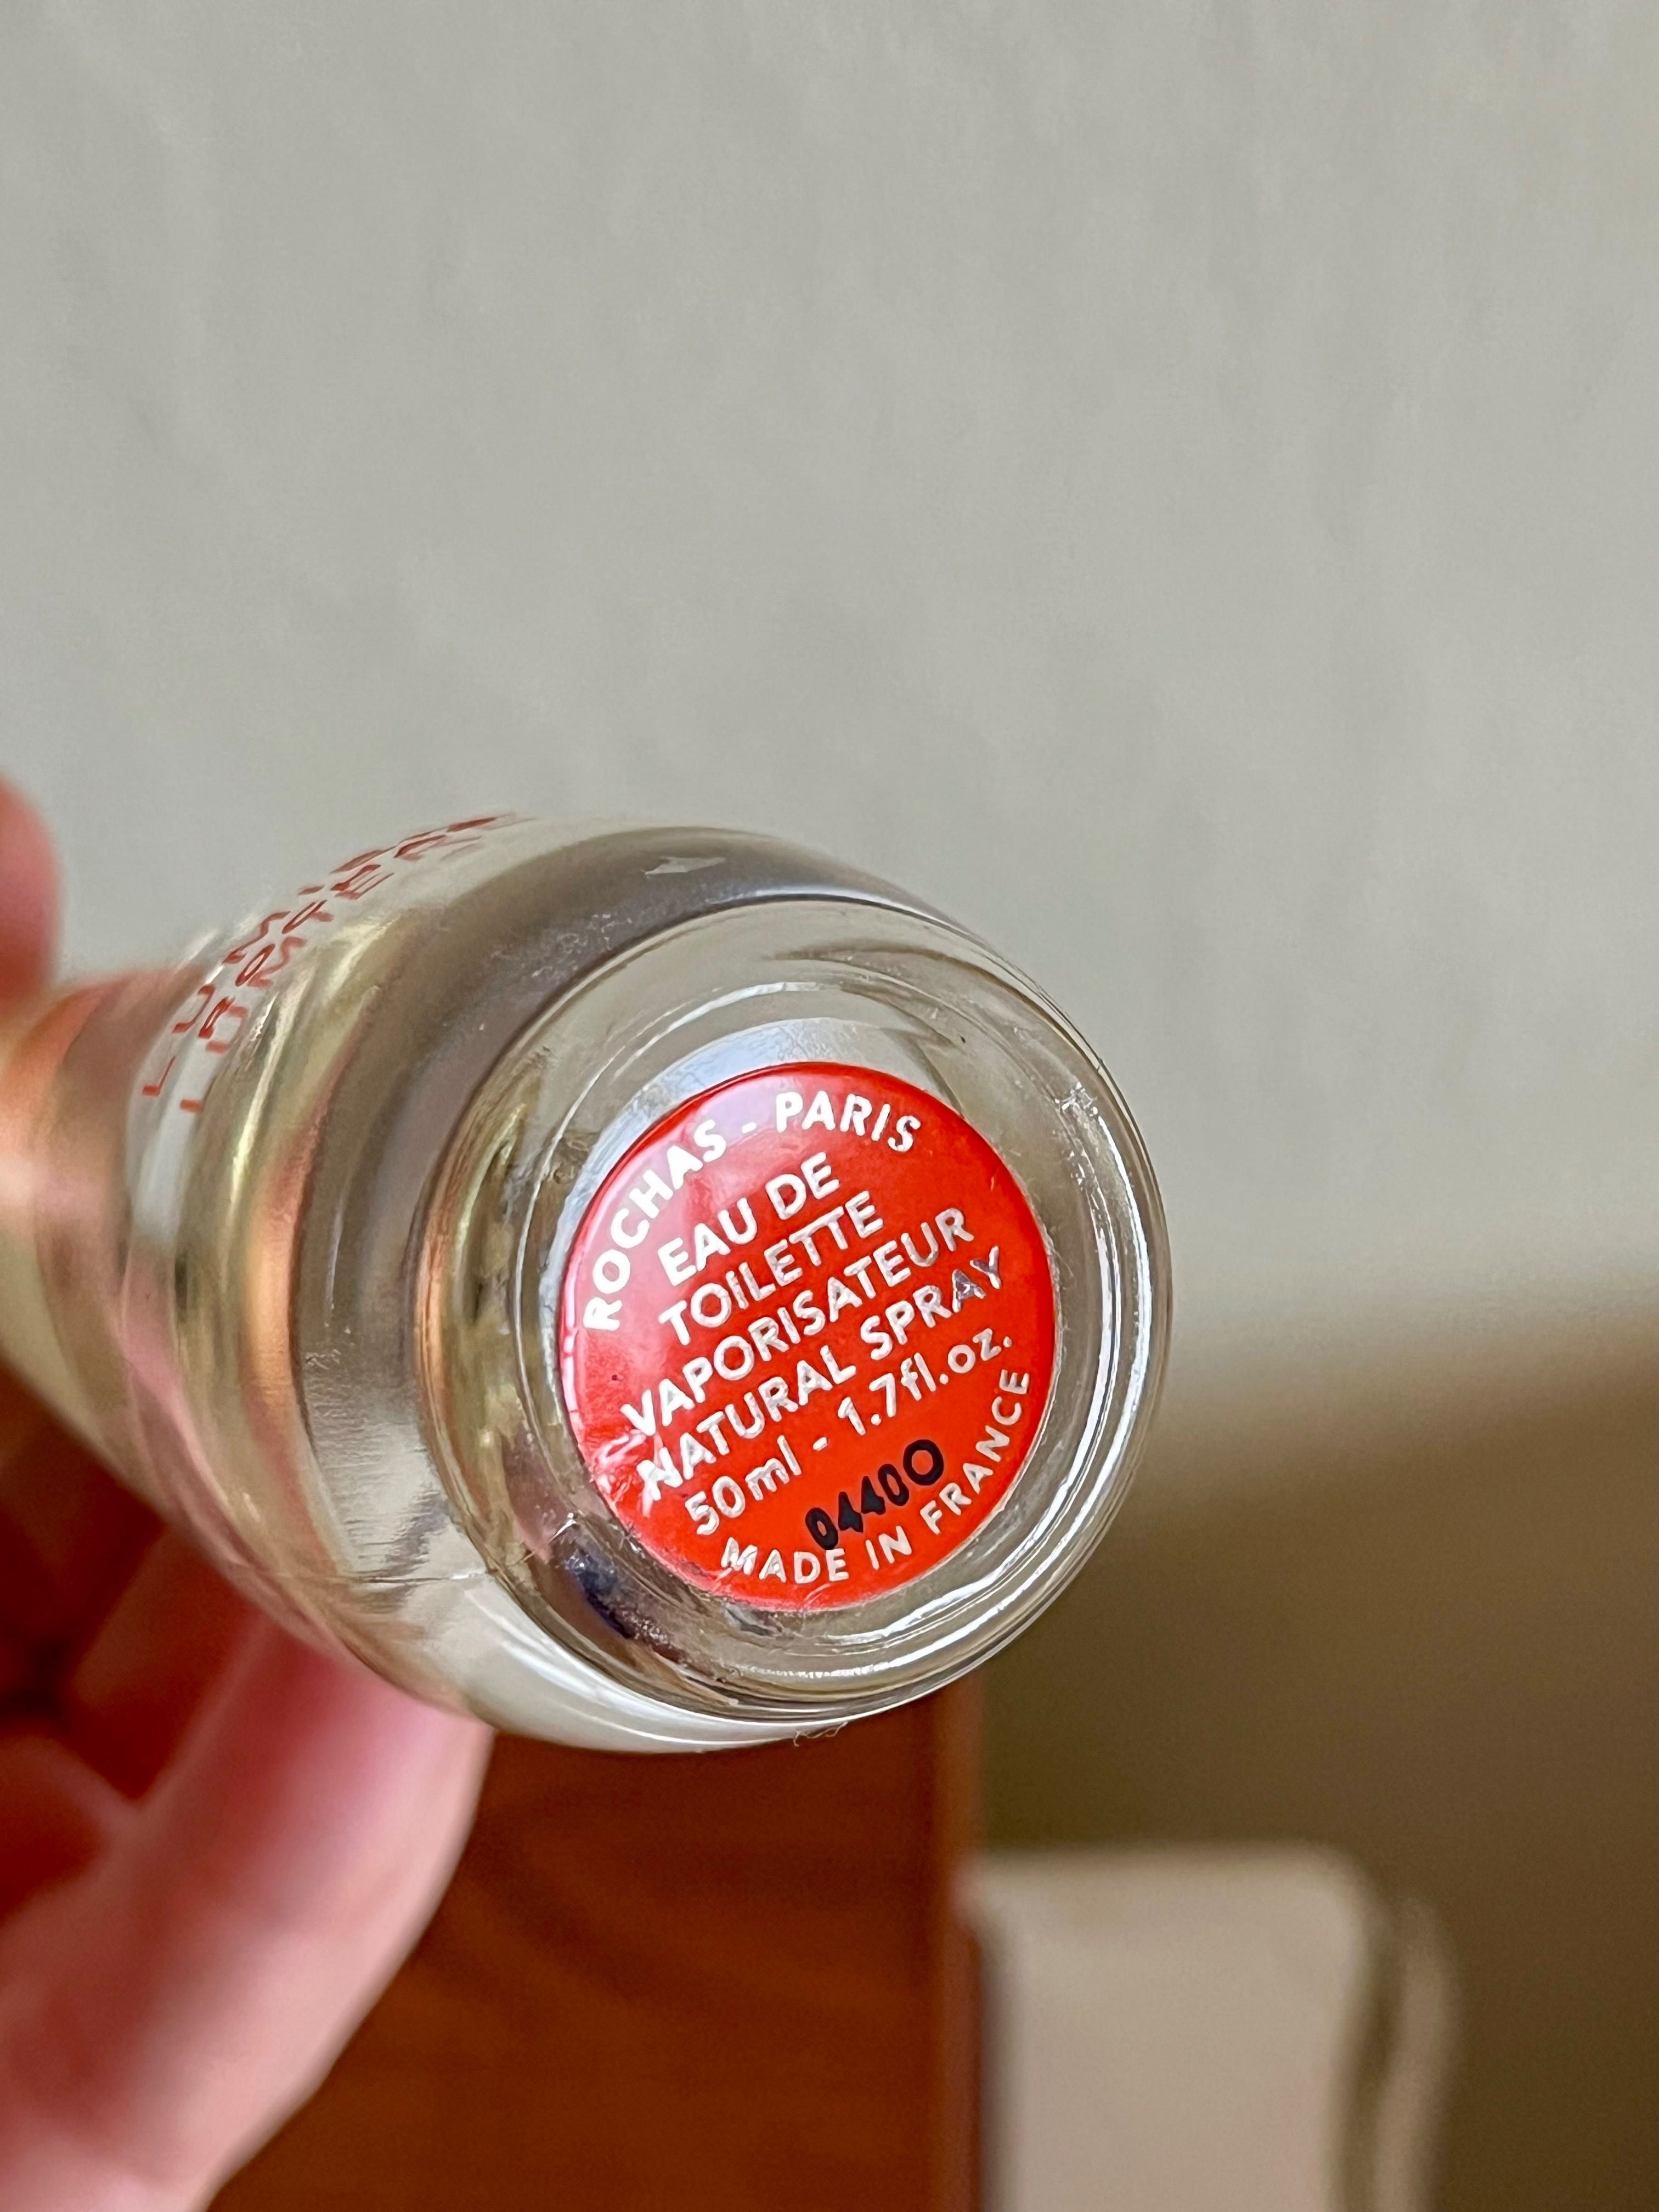 ROCHAS - PARIS
EAU DE
TOILETTE
VAPORISATEUR
NATURAL SPRAY
50ml - 1.7fl.oz.
0440O
MADE IN FRANCE